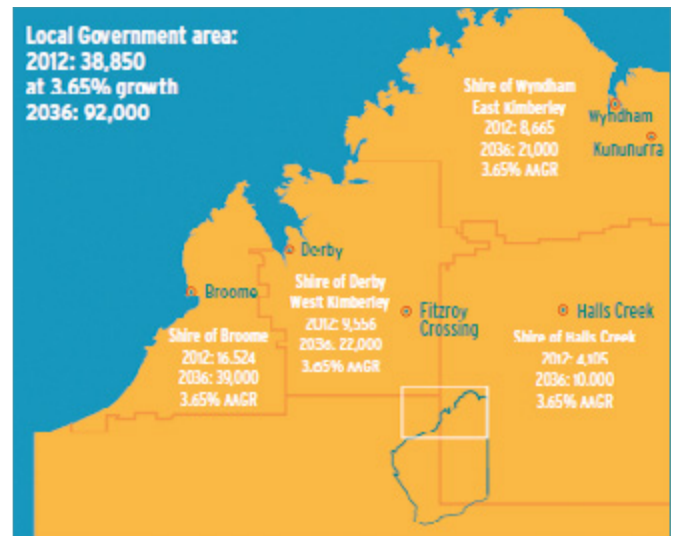 Local Government area:
2012: 38,850
at 3.65% growth
2036: 92,000
Shire of Wyndham
East Kimberley
2012: 8,665
2036: 21,000
3.65% AAGR
Wyndham
Kununurra
Derby
Broome
Shire of Derby
West Kimberley
2012: 9,556
2036: 22,000
3.65% AAGR
Fitzroy
Crossing
Halls Creek
Shire of Broome
2012: 16.524
2036: 39,000
3.65% AAGR
Shire of Halls Creek
2012: 4,105
2036: 10.000
3.65% AAGR